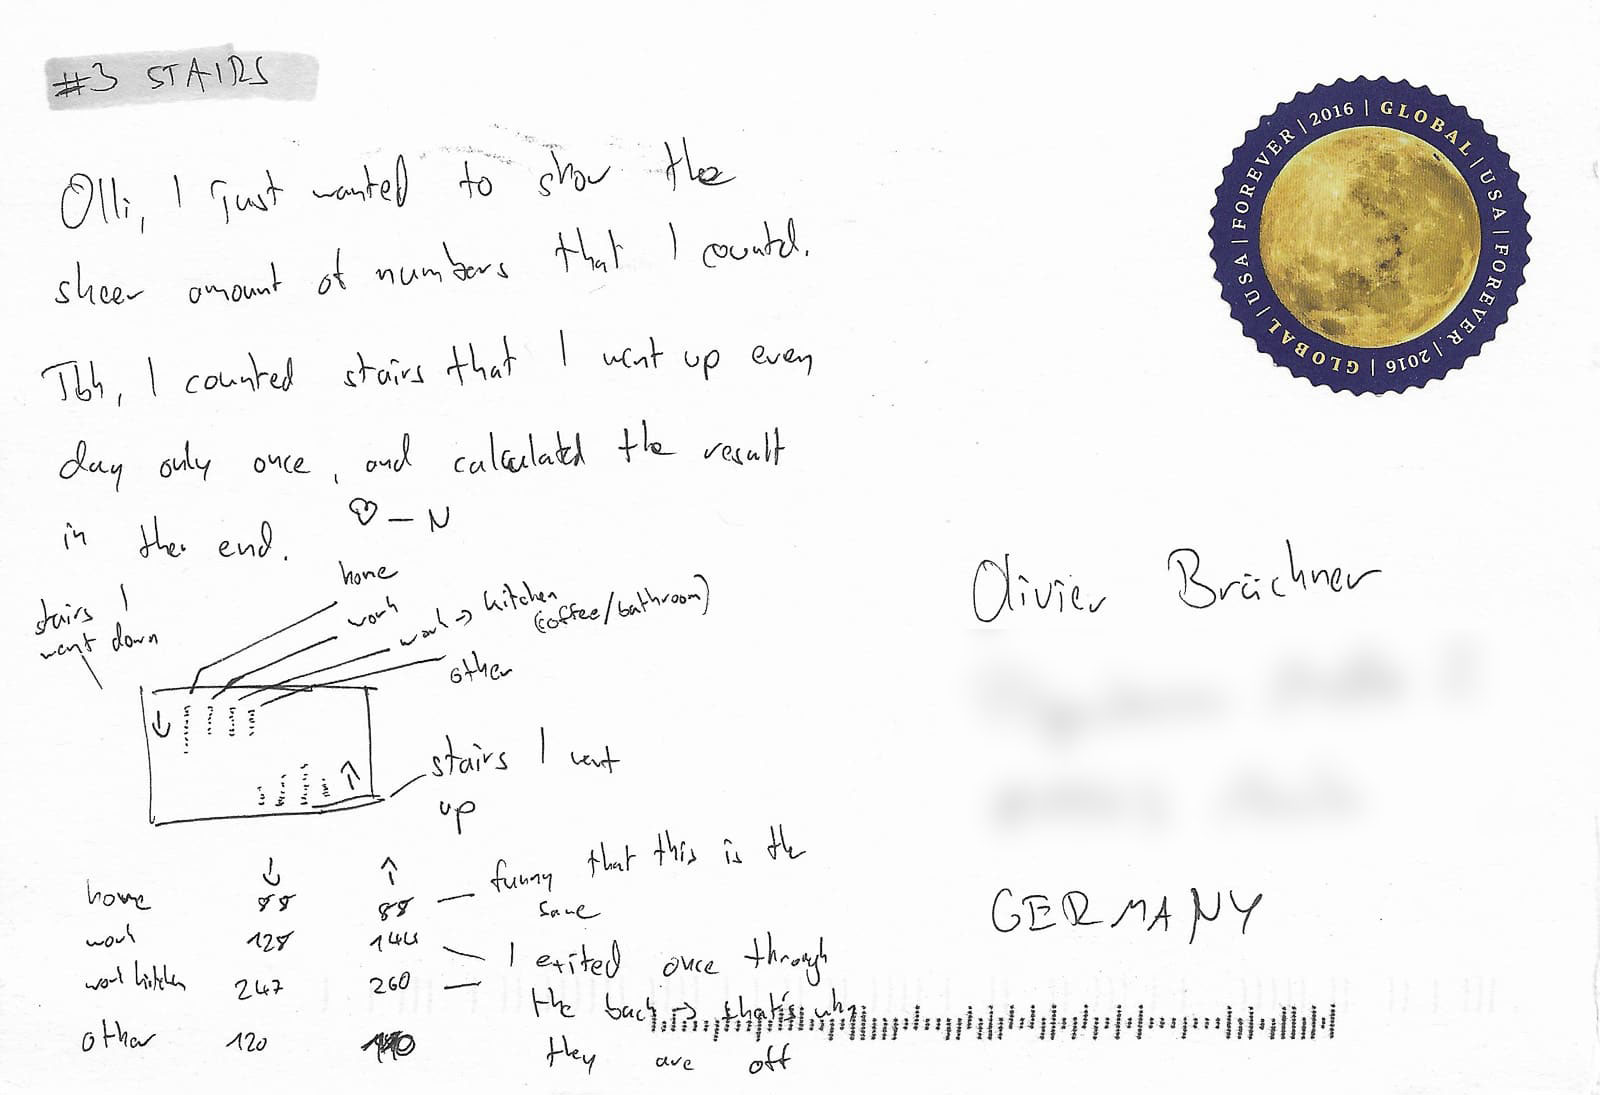 #3 STAIRS
Olli, I just wanted to show the
sheer amount of numbers that I countd.
Tbh, I counted stairs that I went up every
day only once, and calculated the result
in the end. ♡ – N
stairs I
went down
home
work
work → kitchen
(coffee/bathroom)
other
↓
↑
stairs I went
up
↓ ↑
home 88 88 – funny that this is the
same
work 128 144
work kitchen 247 260
other 120
I exited once through
the back → that's why
they are off
GLOBAL | USA | FOREVER | 2016 | GLOBAL | USA | FOREVER | 2016 |
Olivier Brächner
GERMANY